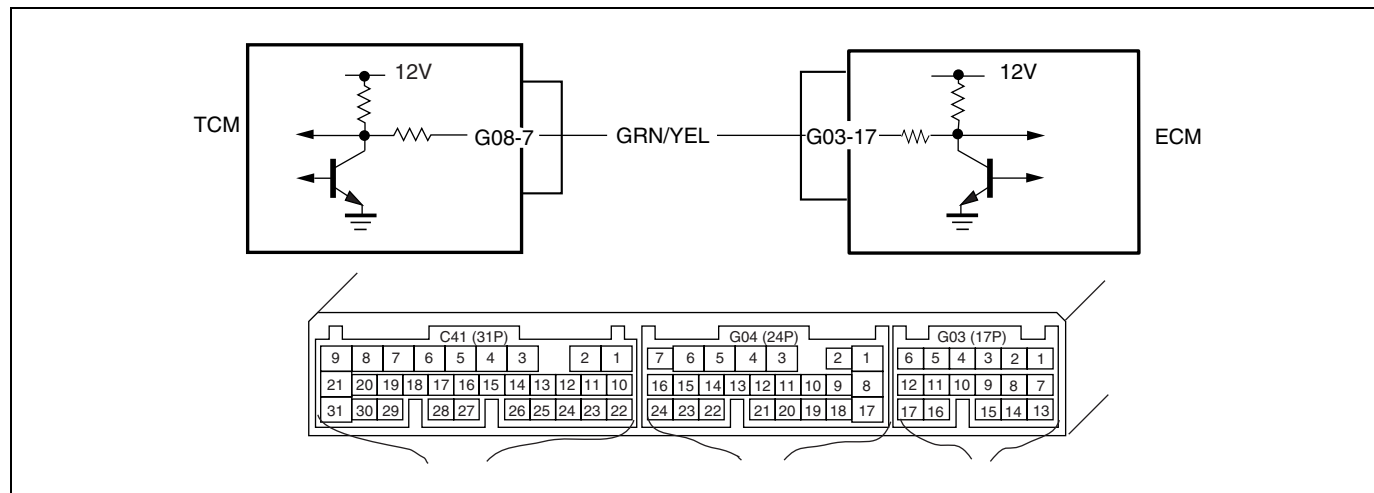 12V
12V
TCM
G08-7
GRN/YEL
G03-17
ECM
C41 (31P)
G04 (24P)
G03 (17P)
9 8 7 6 5 4 3 2 1
7 6 5 4 3 2 1
6 5 4 3 2 1
21 20 19 18 17 16 15 14 13 12 11 10
16 15 14 13 12 11 10 9 8
12 11 10 9 8 7
31 30 29 28 27 26 25 24 23 22
24 23 22 21 20 19 18 17
17 16 15 14 13